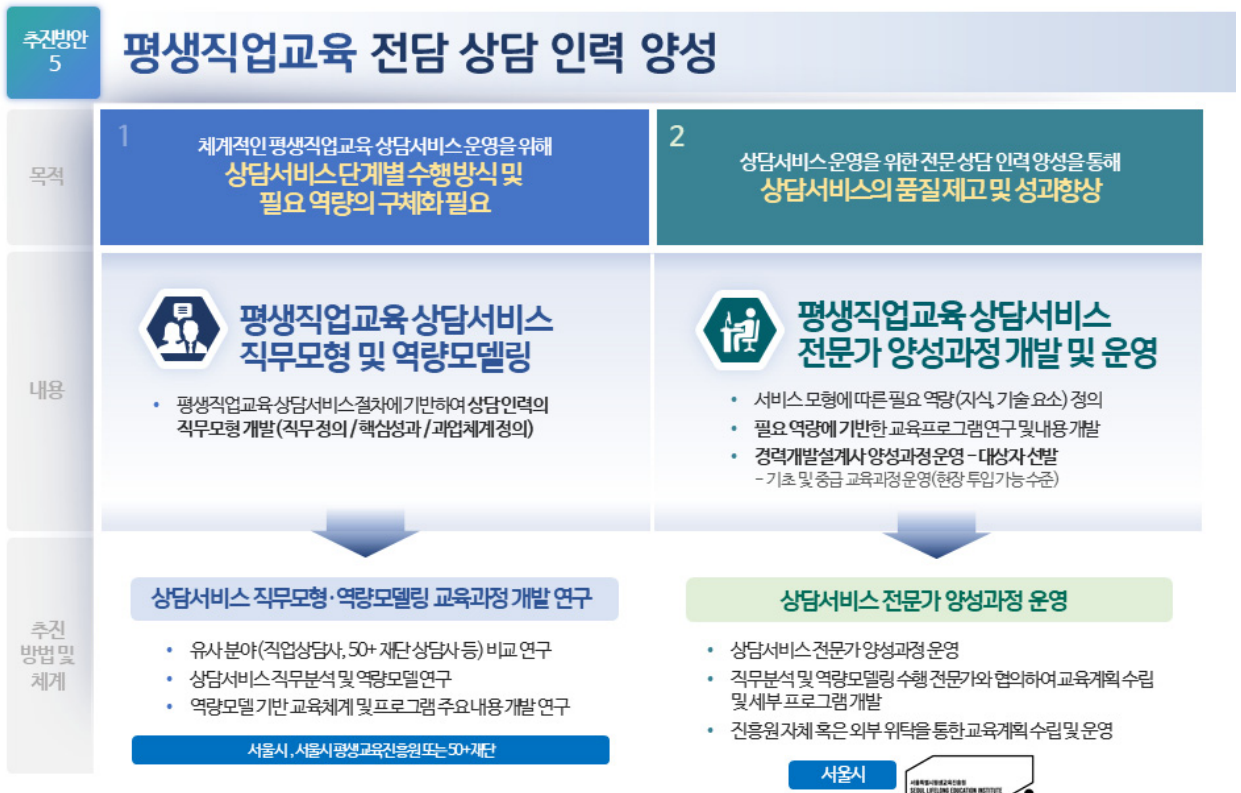 추진방안
5
평생직업교육 전담 상담 인력 양성
목적
1
체계적인 평생직업교육 상담서비스 운영을 위해
상담서비스 단계별 수행방식 및
필요 역량의 구체화 필요
2
상담서비스 운영을 위한 전문 상담 인력 양성을 통해
상담서비스의 품질 제고 및 성과향상
내용
평생직업교육 상담서비스
직무모형 및 역량모델링
• 평생직업교육 상담서비스 절차에 기반하여 상담인력의
직무모형 개발 (직무정의 / 핵심성과 / 과업체계 정의)
평생직업교육 상담서비스
전문가 양성과정 개발 및 운영
• 서비스 모형에 따른 필요 역량(지식, 기술 요소) 정의
• 필요 역량에 기반한 교육프로그램 연구 및 내용 개발
• 경력개발설계사 양성과정 운영 – 대상자 선발
– 기초 및 중급 교육과정 운영(현장 투입 가능 수준)
추진
방법 및
체계
상담서비스 직무모형·역량모델링 교육과정 개발 연구
• 유사 분야(직업상담사, 50+ 재단 상담사 등) 비교 연구
• 상담서비스 직무분석 및 역량모델 연구
• 역량모델 기반 교육체계 및 프로그램 주요내용 개발 연구
서울시, 서울시평생교육진흥원 또는 50+재단
상담서비스 전문가 양성과정 운영
• 상담서비스 전문가 양성과정 운영
• 직무분석 및 역량모델링 수행 전문가와 협의하여 교육계획 수립
및 세부 프로그램 개발
• 진흥원 자체 혹은 외부 위탁을 통한 교육계획 수립 및 운영
서울시
서울특별시평생교육진흥원
SEOUL LIFELONG EDUCATION INSTITUTE